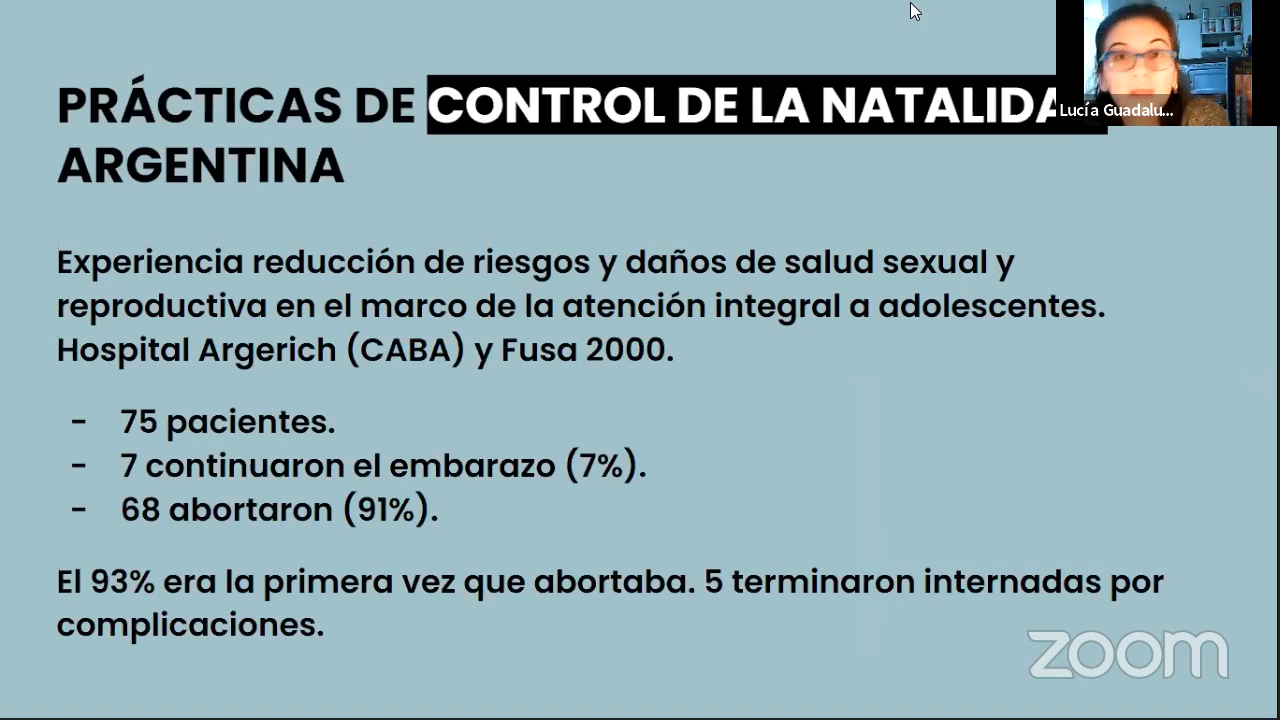 PRÁCTICAS DE CONTROL DE LA NATALIDA
ARGENTINA
Lucía Guadalu...
Experiencia reducción de riesgos y daños de salud sexual y
reproductiva en el marco de la atención integral a adolescentes.
Hospital Argerich (CABA) y Fusa 2000.
- 75 pacientes.
- 7 continuaron el embarazo (7%).
- 68 abortaron (91%).
El 93% era la primera vez que abortaba. 5 terminaron internadas por
complicaciones.
zoom